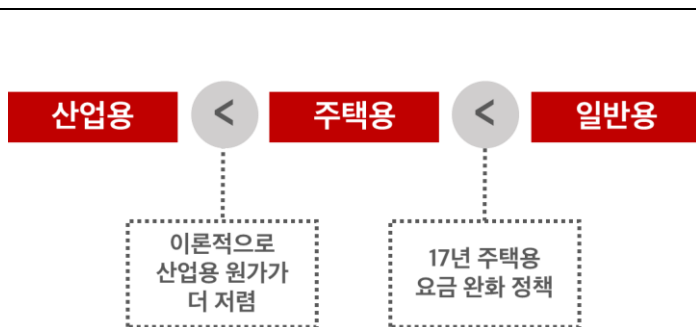 산업용 < 주택용 < 일반용
이론적으로
산업용 원가가
더 저렴
17년 주택용
요금 완화 정책